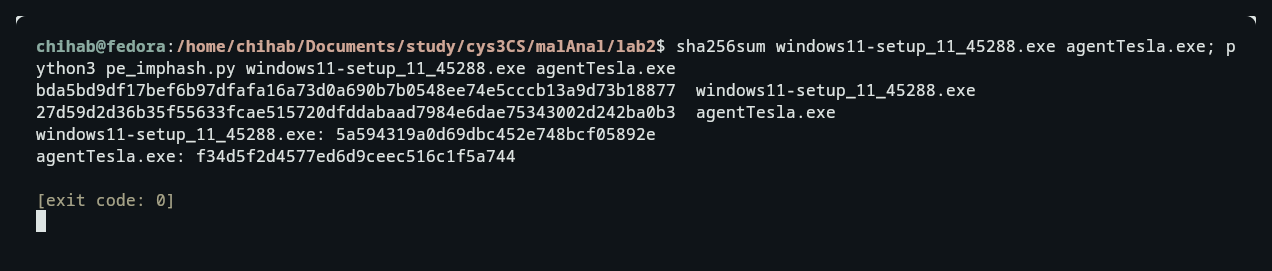 chihab@fedora:/home/chihab/Documents/study/cys3CS/malAnal/lab2$ sha256sum windows11-setup_11_45288.exe agentTesla.exe; p
ython3 pe_imphash.py windows11-setup_11_45288.exe agentTesla.exe
bda5bd9df17bef6b97dfafa16a73d0a690b7b0548ee74e5cccb13a9d73b18877  windows11-setup_11_45288.exe
27d59d2d36b35f55633fcae515720dfddabaad7984e6dae75343002d242ba0b3  agentTesla.exe
windows11-setup_11_45288.exe: 5a594319a0d69dbc452e748bcf05892e
agentTesla.exe: f34d5f2d4577ed6d9ceec516c1f5a744
[exit code: 0]